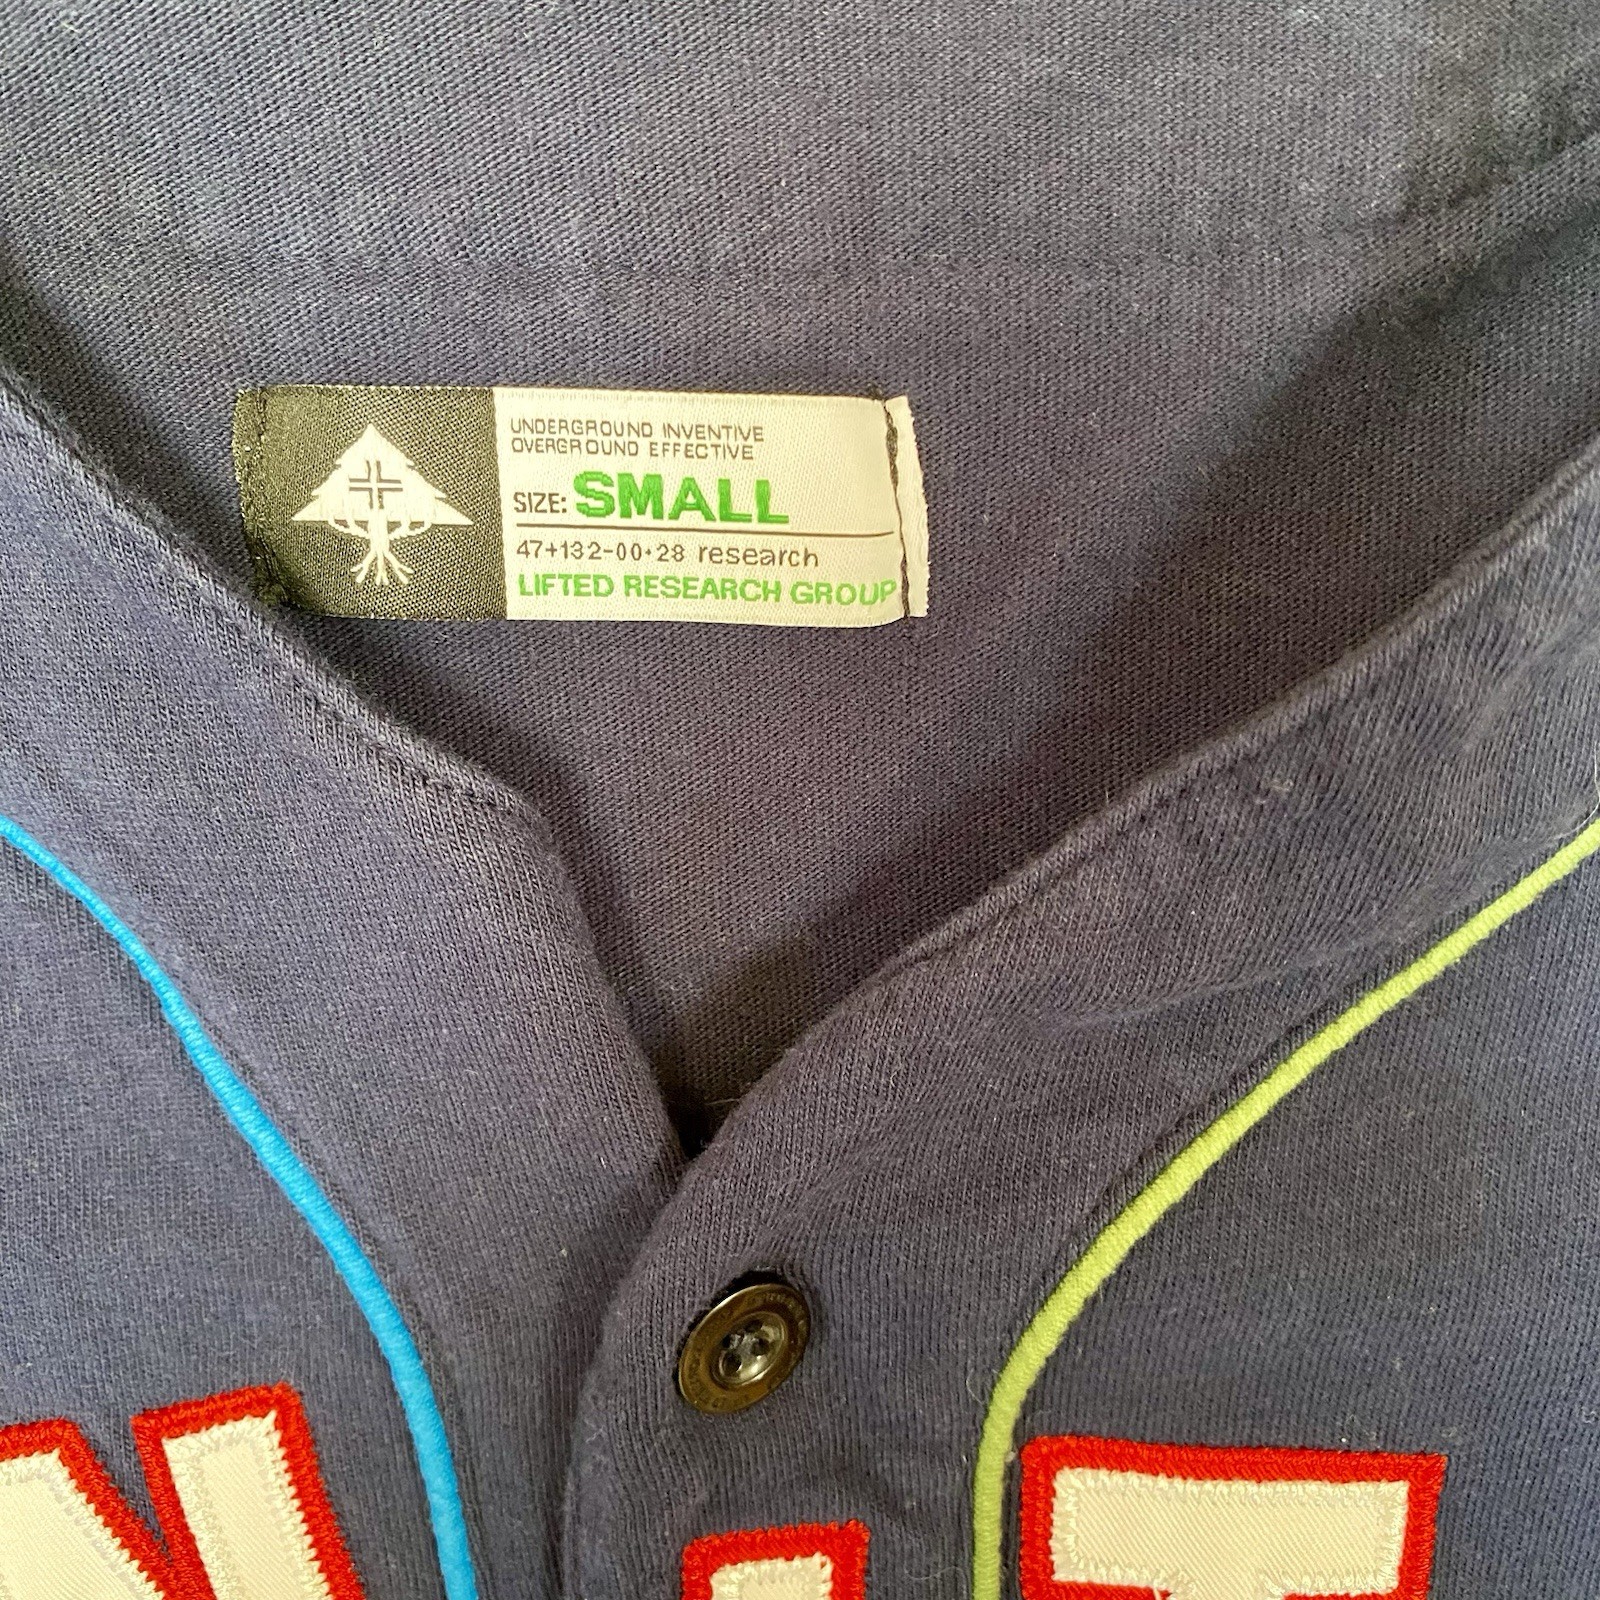 UNDERGROUND INVENTIVE
OVERGROUND EFFECTIVE
SIZE: SMALL
47+132-00•28 research
LIFTED RESEARCH GROUP
N I T